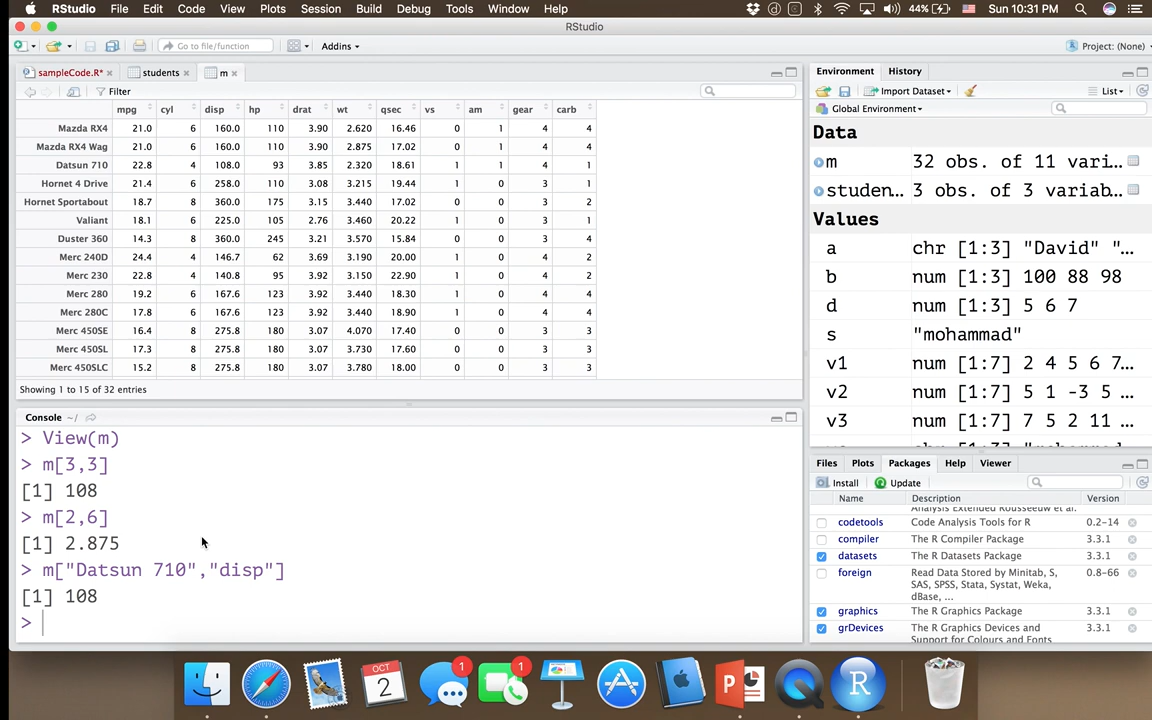 RStudio File Edit Code View Plots Session Build Debug Tools Window Help 44% Sun 10:31 PM
RStudio
Go to file/function Addins Project: (None)
sampleCode.R* students m
Filter
mpg cyl disp hp drat wt qsec vs am gear carb
Mazda RX4 21.0 6 160.0 110 3.90 2.620 16.46 0 1 4 4
Mazda RX4 Wag 21.0 6 160.0 110 3.90 2.875 17.02 0 1 4 4
Datsun 710 22.8 4 108.0 93 3.85 2.320 18.61 1 1 4 1
Hornet 4 Drive 21.4 6 258.0 110 3.08 3.215 19.44 1 0 3 1
Hornet Sportabout 18.7 8 360.0 175 3.15 3.440 17.02 0 0 3 2
Valiant 18.1 6 225.0 105 2.76 3.460 20.22 1 0 3 1
Duster 360 14.3 8 360.0 245 3.21 3.570 15.84 0 0 3 4
Merc 240D 24.4 4 146.7 62 3.69 3.190 20.00 1 0 4 2
Merc 230 22.8 4 140.8 95 3.92 3.150 22.90 1 0 4 2
Merc 280 19.2 6 167.6 123 3.92 3.440 18.30 1 0 4 4
Merc 280C 17.8 6 167.6 123 3.92 3.440 18.90 1 0 4 4
Merc 450SE 16.4 8 275.8 180 3.07 4.070 17.40 0 0 3 3
Merc 450SL 17.3 8 275.8 180 3.07 3.730 17.60 0 0 3 3
Merc 450SLC 15.2 8 275.8 180 3.07 3.780 18.00 0 0 3 3
Showing 1 to 15 of 32 entries
Console ~/
> View(m)
> m[3,3]
[1] 108
> m[2,6]
[1] 2.875
> m["Datsun 710","disp"]
[1] 108
>
Environment History
Import Dataset List
Global Environment
Data
m 32 obs. of 11 vari...
studen... 3 obs. of 3 variab...
Values
a chr [1:3] "David" "...
b num [1:3] 100 88 98
d num [1:3] 5 6 7
s "mohammad"
v1 num [1:7] 2 4 5 6 7...
v2 num [1:7] 5 1 -3 5 ...
v3 num [1:7] 7 5 2 11 ...
Files Plots Packages Help Viewer
Install Update
Name Description Version
Analysis Extended Rousseeuw et al.
codetools Code Analysis Tools for R 0.2-14
compiler The R Compiler Package 3.3.1
datasets The R Datasets Package 3.3.1
foreign Read Data Stored by Minitab, S, 0.8-66
SAS, SPSS, Stata, Systat, Weka,
dBase, ...
graphics The R Graphics Package 3.3.1
grDevices The R Graphics Devices and 3.3.1
Support for Colours and Fonts
OCT
2
1
1
P
R